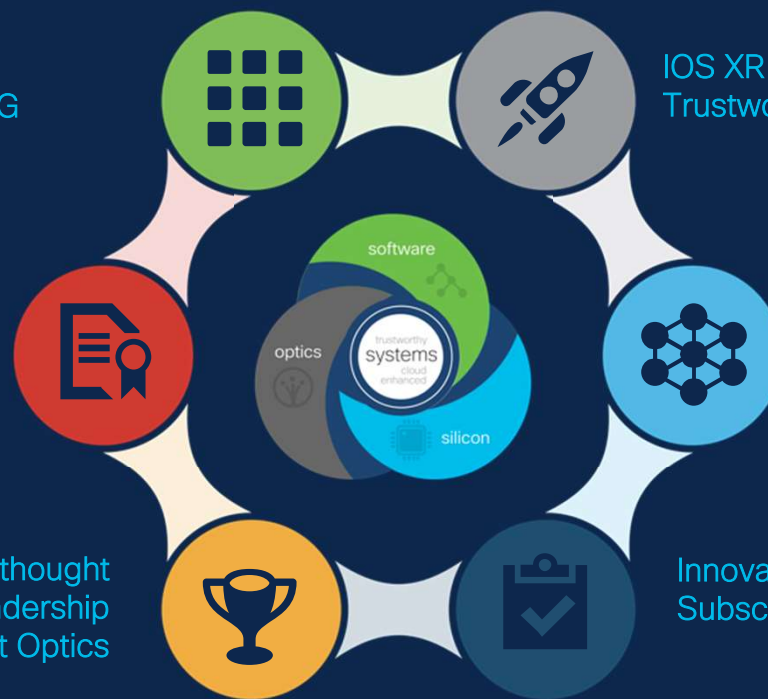 G
IOS XR
Trustwo
software
optics
trustworthy
systems
cloud
enhanced
silicon
thought
dership
t Optics
Innova
Subsc